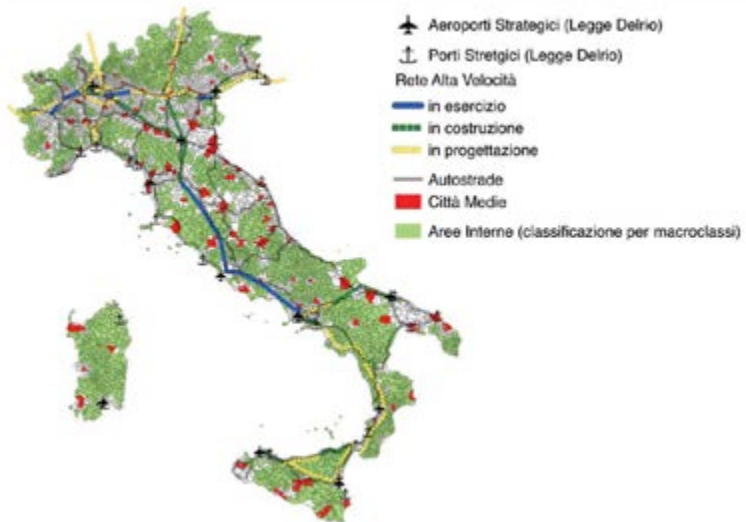 Aeroporti Strategici (Legge Delrio)
Porti Stretgici (Legge Delrio)
Rete Alta Velocità
in esercizio
in costruzione
in progettazione
Autostrade
Città Medie
Aree Interne (classificazione per macroclassi)